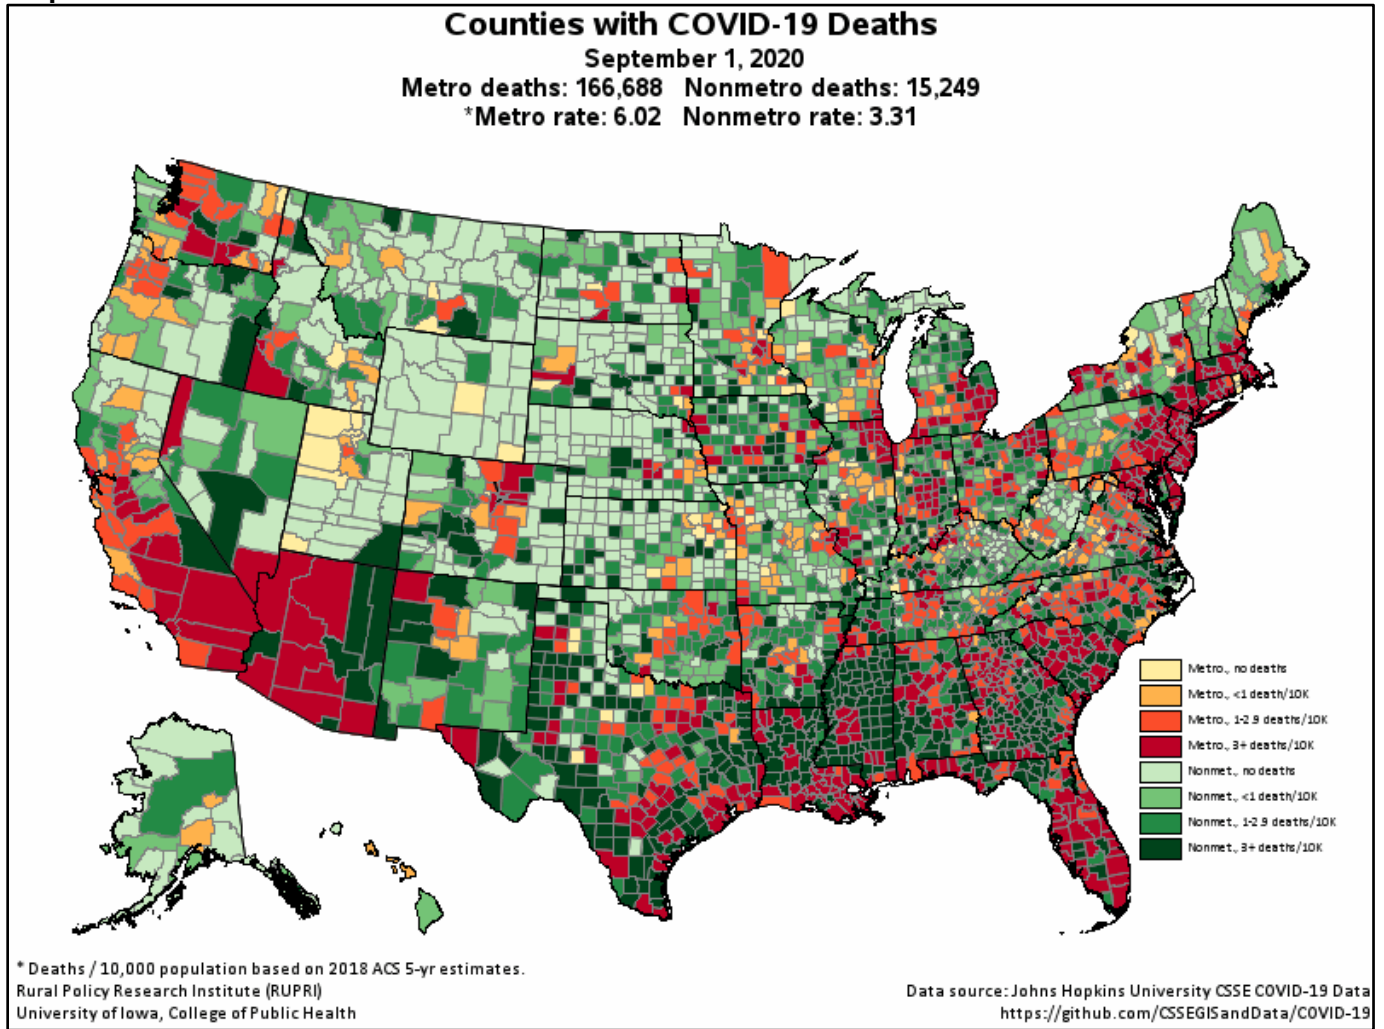 Counties with COVID-19 Deaths
September 1, 2020
Metro deaths: 166,688 Nonmetro deaths: 15,249
*Metro rate: 6.02 Nonmetro rate: 3.31
Metro., no deaths
Metro., <1 death/10K
Metro., 1-2.9 deaths/10K
Metro., 3+ deaths/10K
Nonmet., no deaths
Nonmet., <1 death/10K
Nonmet., 1-2.9 deaths/10K
Nonmet., 3+ deaths/10K
* Deaths / 10,000 population based on 2018 ACS 5-yr estimates.
Rural Policy Research Institute (RUPRI)
University of Iowa, College of Public Health
Data source: Johns Hopkins University CSSE COVID-19 Data
https://github.com/CSSEGISandData/COVID-19